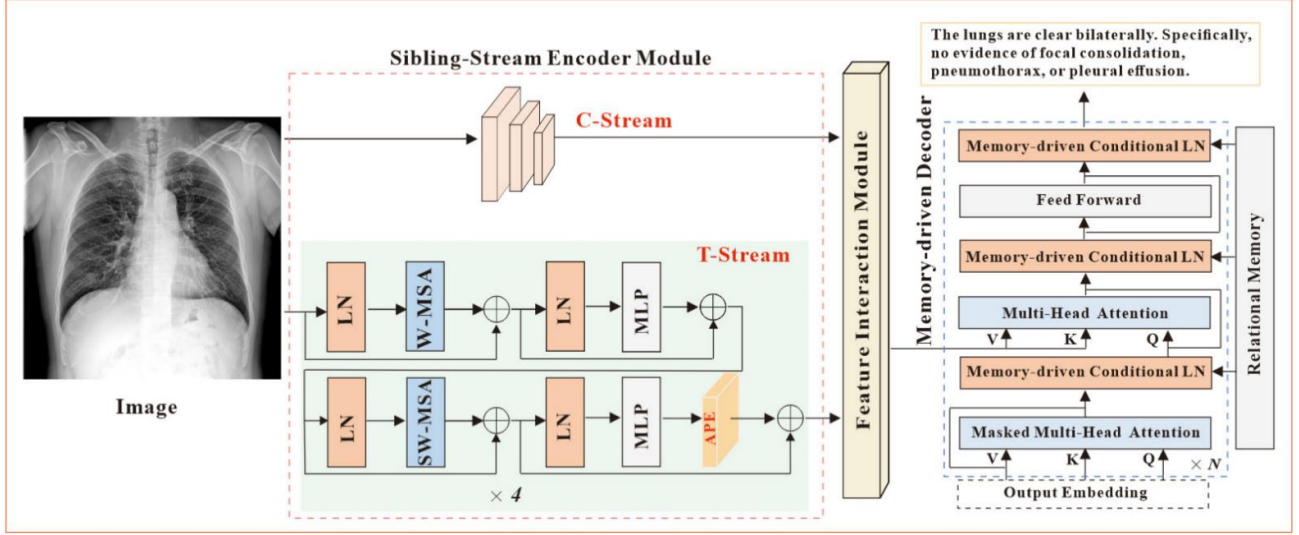 Sibling-Stream Encoder Module
C-Stream
T-Stream
LN
W-MSA
LN
MLP
LN
SW-MSA
LN
MLP
APE
× 4
Image
Feature Interaction Module
Memory-driven Decoder
The lungs are clear bilaterally. Specifically,
no evidence of focal consolidation,
pneumothorax, or pleural effusion.
Memory-driven Conditional LN
Feed Forward
Memory-driven Conditional LN
Multi-Head Attention
V K Q
Memory-driven Conditional LN
Masked Multi-Head Attention
V K Q
× N
Output Embedding
Relational Memory